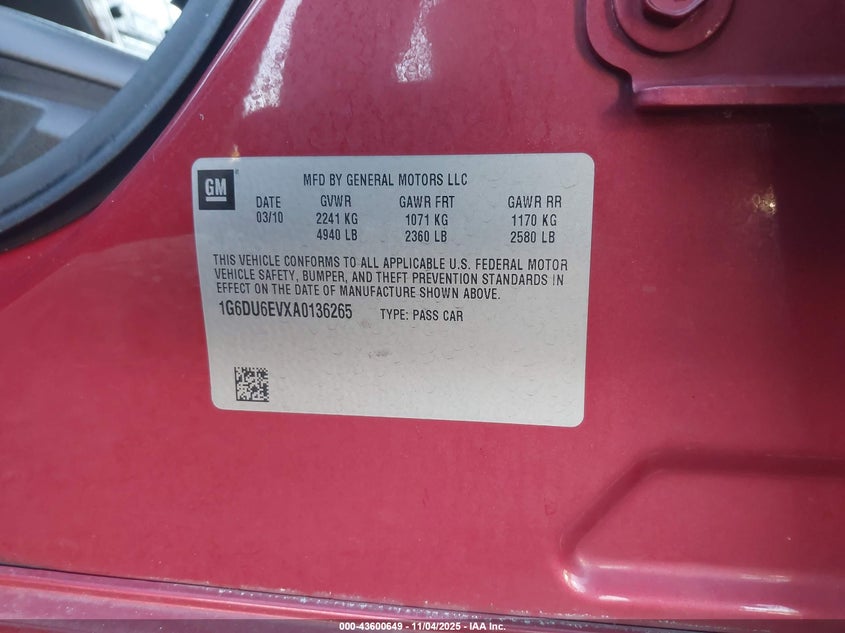 GM
MFD BY GENERAL MOTORS LLC
DATE GVWR GAWR FRT GAWR RR
03/10 2241 KG 1071 KG 1170 KG
4940 LB 2360 LB 2580 LB
THIS VEHICLE CONFORMS TO ALL APPLICABLE U.S. FEDERAL MOTOR
VEHICLE SAFETY, BUMPER, AND THEFT PREVENTION STANDARDS IN
EFFECT ON THE DATE OF MANUFACTURE SHOWN ABOVE.
1G6DU6EVXA0136265 TYPE: PASS CAR
000-43600649 - 11/04/2025 - IAA Inc.